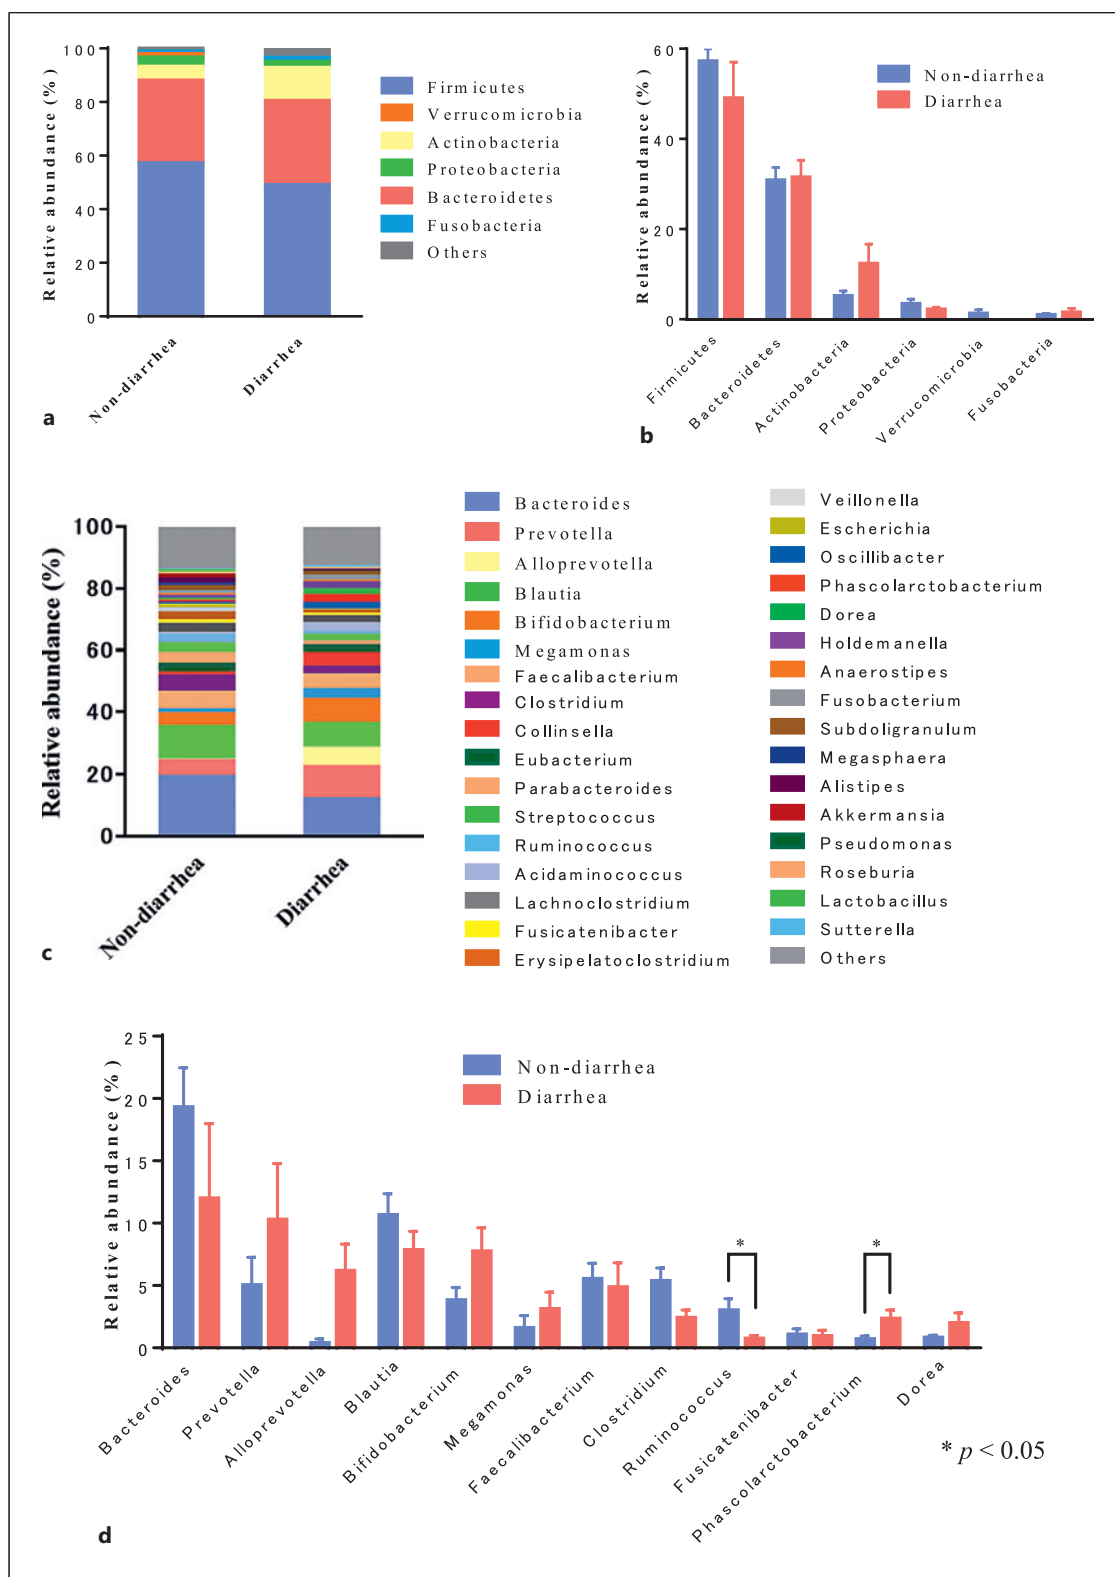 100
80
60
40
20
0
Relative abundance (%)
Non-diarrhea
Diarrhea
Firmicutes
Verrucomicrobia
Actinobacteria
Proteobacteria
Bacteroidetes
Fusobacteria
Others
a
60
40
20
0
Relative abundance (%)
Non-diarrhea
Diarrhea
Firmicutes
Bacteroidetes
Actinobacteria
Proteobacteria
Verrucomicrobia
Fusobacteria
b
100
80
60
40
20
0
Relative abundance (%)
Non-diarrhea
Diarrhea
Bacteroides
Prevotella
Alloprevotella
Blautia
Bifidobacterium
Megamonas
Faecalibacterium
Clostridium
Collinsella
Eubacterium
Parabacteroides
Streptococcus
Ruminococcus
Acidaminococcus
Lachnoclostridium
Fusicatenibacter
Erysipelatoclostridium
Veillonella
Escherichia
Oscillibacter
Phascolarctobacterium
Dorea
Holdemanella
Anaerostipes
Fusobacterium
Subdoligranulum
Megasphaera
Alistipes
Akkermansia
Pseudomonas
Roseburia
Lactobacillus
Sutterella
Others
c
25
20
15
10
5
0
Relative abundance (%)
Non-diarrhea
Diarrhea
*
*
Bacteroides
Prevotella
Alloprevotella
Blautia
Bifidobacterium
Megamonas
Faecalibacterium
Clostridium
Ruminococcus
Fusicatenibacter
Phascolarctobacterium
Dorea
* p < 0.05
d